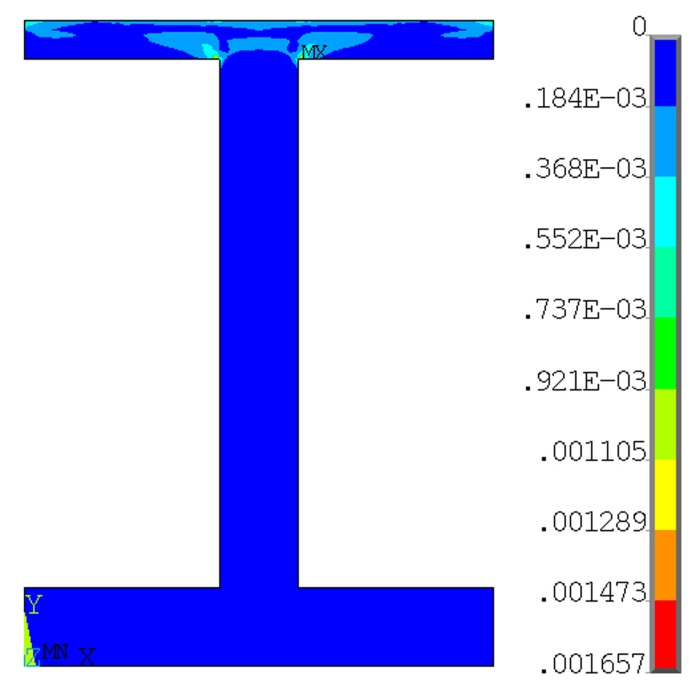 0
MX
.184E-03
.368E-03
.552E-03
.737E-03
.921E-03
.001105
.001289
.001473
Y
Z MN X
.001657